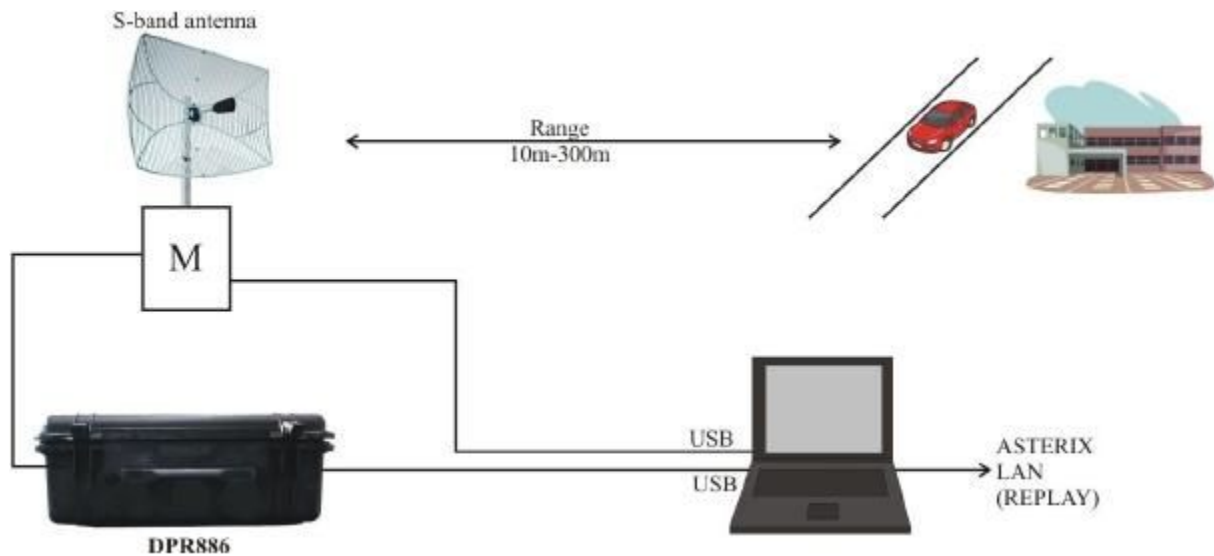 S-band antenna
Range
10m-300m
M
USB
USB
ASTERIX
LAN
(REPLAY)
DPR886